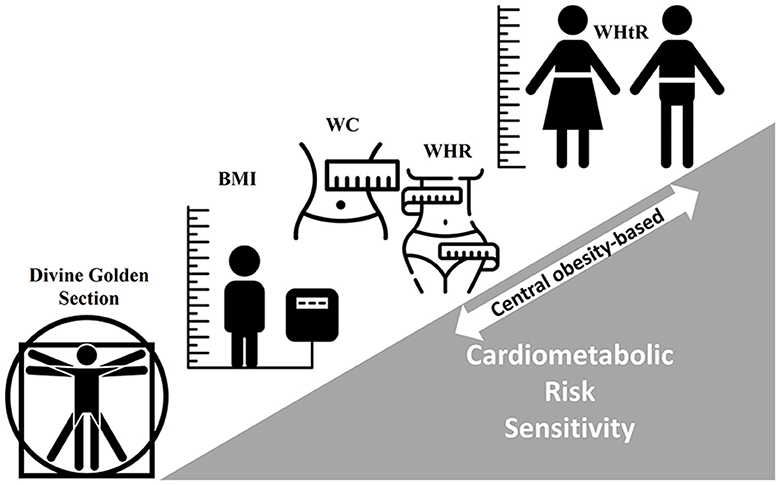 WHtR
WC
WHR
BMI
Divine Golden
Section
Central obesity-based
Cardiometabolic
Risk
Sensitivity